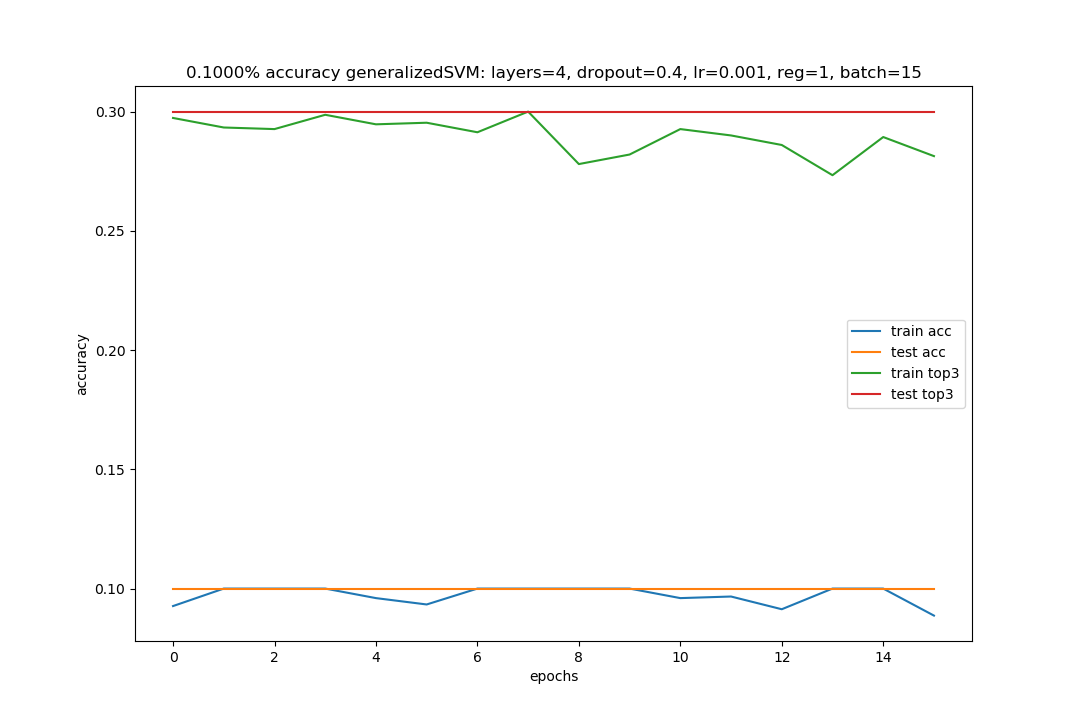 0.1000% accuracy generalizedSVM: layers=4, dropout=0.4, lr=0.001, reg=1, batch=15
0.30
0.25
0.20
0.15
0.10
accuracy
train acc
test acc
train top3
test top3
0 2 4 6 8 10 12 14
epochs